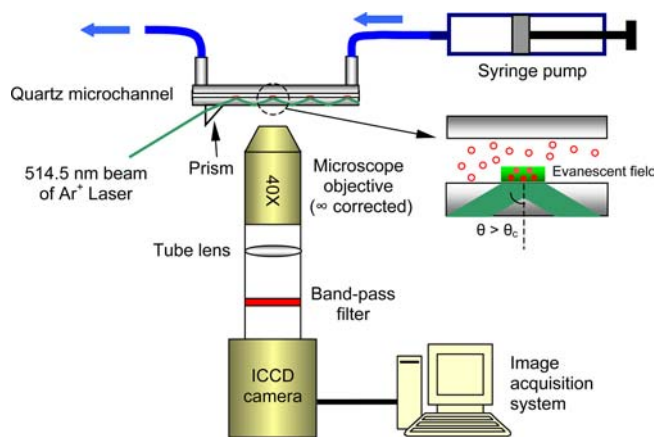 Syringe pump
Quartz microchannel
Prism
514.5 nm beam
of Ar⁺ Laser
40X
Microscope
objective
(∞ corrected)
Evanescent field
θ > θc
Tube lens
Band-pass
filter
ICCD
camera
Image
acquisition
system